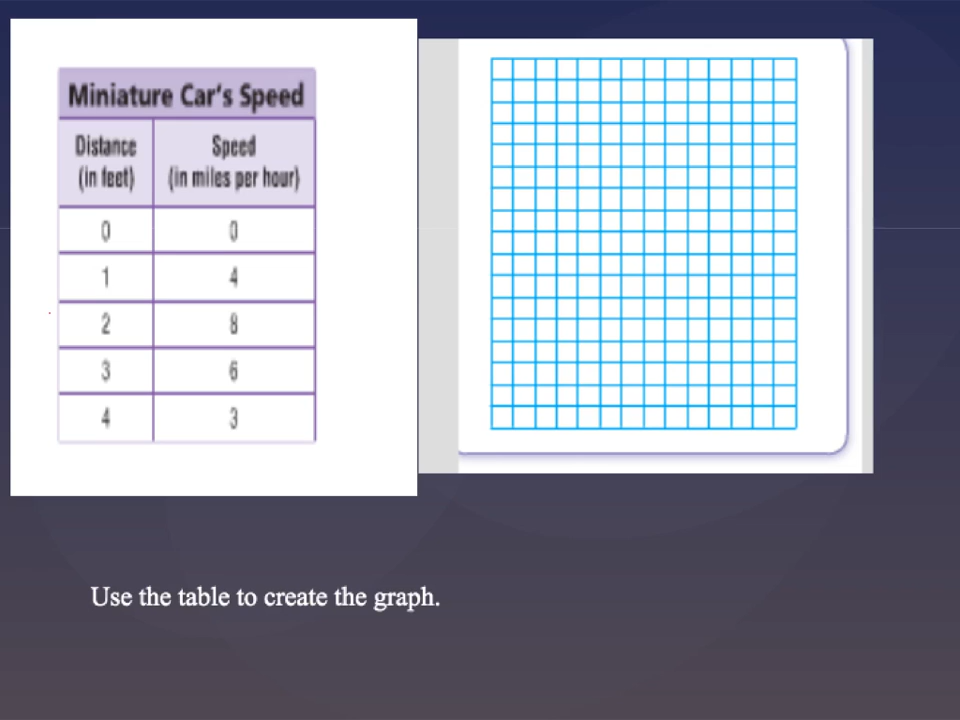 Miniature Car's Speed
Distance
(in feet)
Speed
(in miles per hour)
0 0
1 4
2 8
3 6
4 3
Use the table to create the graph.